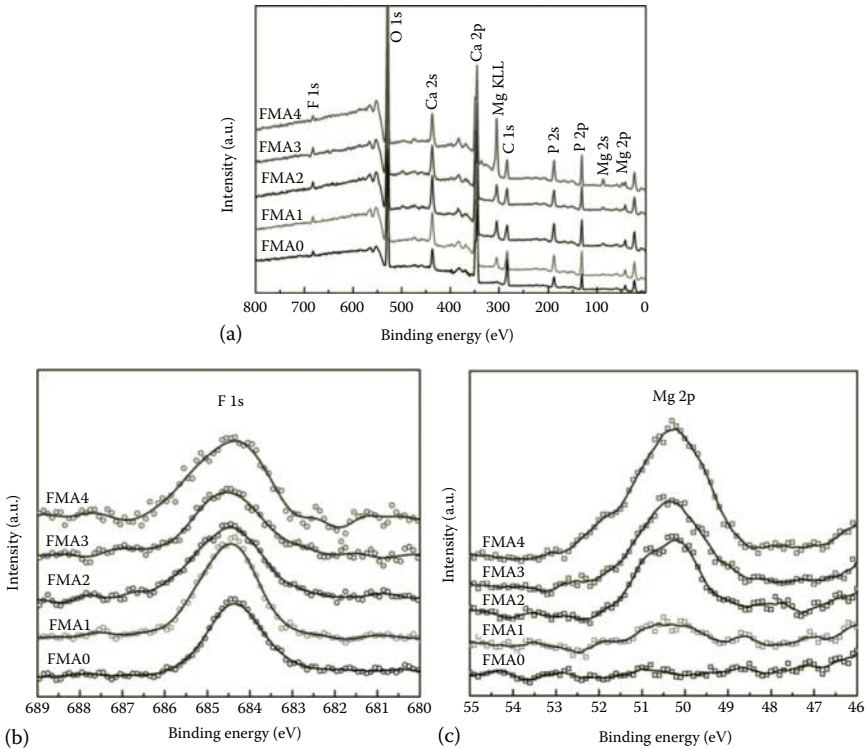 F 1s
O 1s
Ca 2s
Ca 2p
Mg KLL
C 1s
P 2s
P 2p
Mg 2s
Mg 2p
FMA4
FMA3
FMA2
FMA1
FMA0
Intensity (a.u.)
800 700 600 500 400 300 200 100 0
Binding energy (eV)
(a)
F 1s
FMA4
FMA3
FMA2
FMA1
FMA0
Intensity (a.u.)
689 688 687 686 685 684 683 682 681 680
Binding energy (eV)
(b)
Mg 2p
FMA4
FMA3
FMA2
FMA1
FMA0
Intensity (a.u.)
55 54 53 52 51 50 49 48 47 46
Binding energy (eV)
(c)